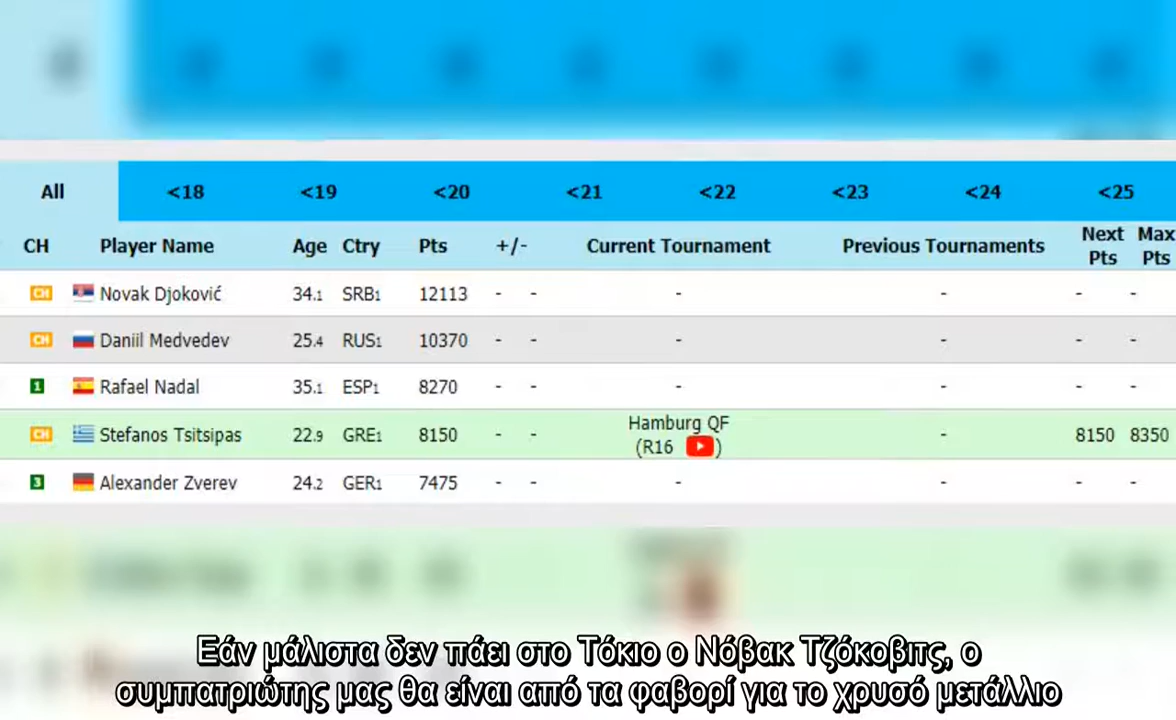 All <18 <19 <20 <21 <22 <23 <24 <25
CH Player Name Age Ctry Pts +/- Current Tournament Previous Tournaments Next Pts Max Pts
CH Novak Djoković 34.1 SRB1 12113 - - - - - -
CH Daniil Medvedev 25.4 RUS1 10370 - - - - - -
1 Rafael Nadal 35.1 ESP1 8270 - - - - - -
CH Stefanos Tsitsipas 22.9 GRE1 8150 - - Hamburg QF (R16 ) - 8150 8350
3 Alexander Zverev 24.2 GER1 7475 - - - - - -
Εάν μάλιστα δεν πάει στο Τόκιο ο Νόβακ Τζόκοβιτς, ο
συμπατριώτης μας θα είναι από τα φαβορί για το χρυσό μετάλλιο